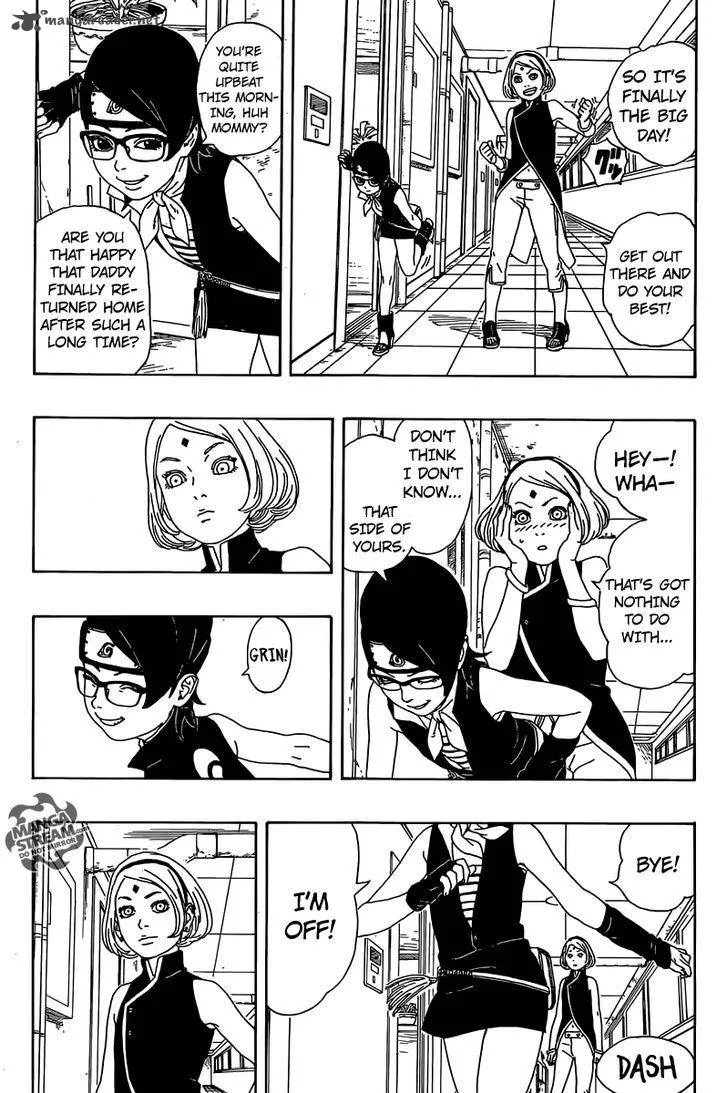 mangareader.net
SO IT'S
FINALLY
THE BIG
DAY!
グッ
GET OUT
THERE AND
DO YOUR
BEST!
YOU'RE
QUITE
UPBEAT
THIS MORN-
ING, HUH
MOMMY?
ARE YOU
THAT HAPPY
THAT DADDY
FINALLY RE-
TURNED HOME
AFTER SUCH A
LONG TIME?
HEY—!
WHA—
THAT'S GOT
NOTHING
TO DO
WITH...
DON'T
THINK
I DON'T
KNOW...
THAT
SIDE OF
YOURS.
GRIN!
BYE!
I'M
OFF!
DASH
MANGA
STREAM.com
DO NOT MIRROR